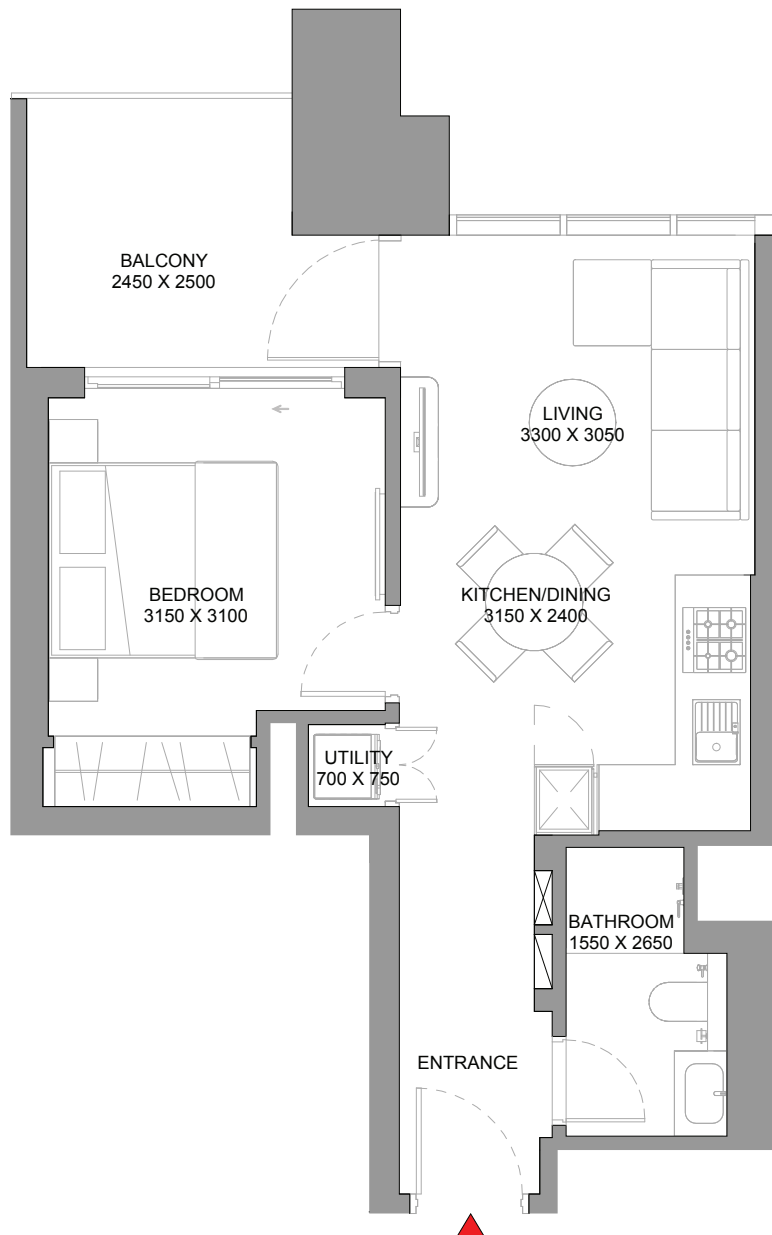 BALCONY
2450 X 2500
LIVING
3300 X 3050
BEDROOM
3150 X 3100
KITCHEN/DINING
3150 X 2400
UTILITY
700 X 750
BATHROOM
1550 X 2650
ENTRANCE